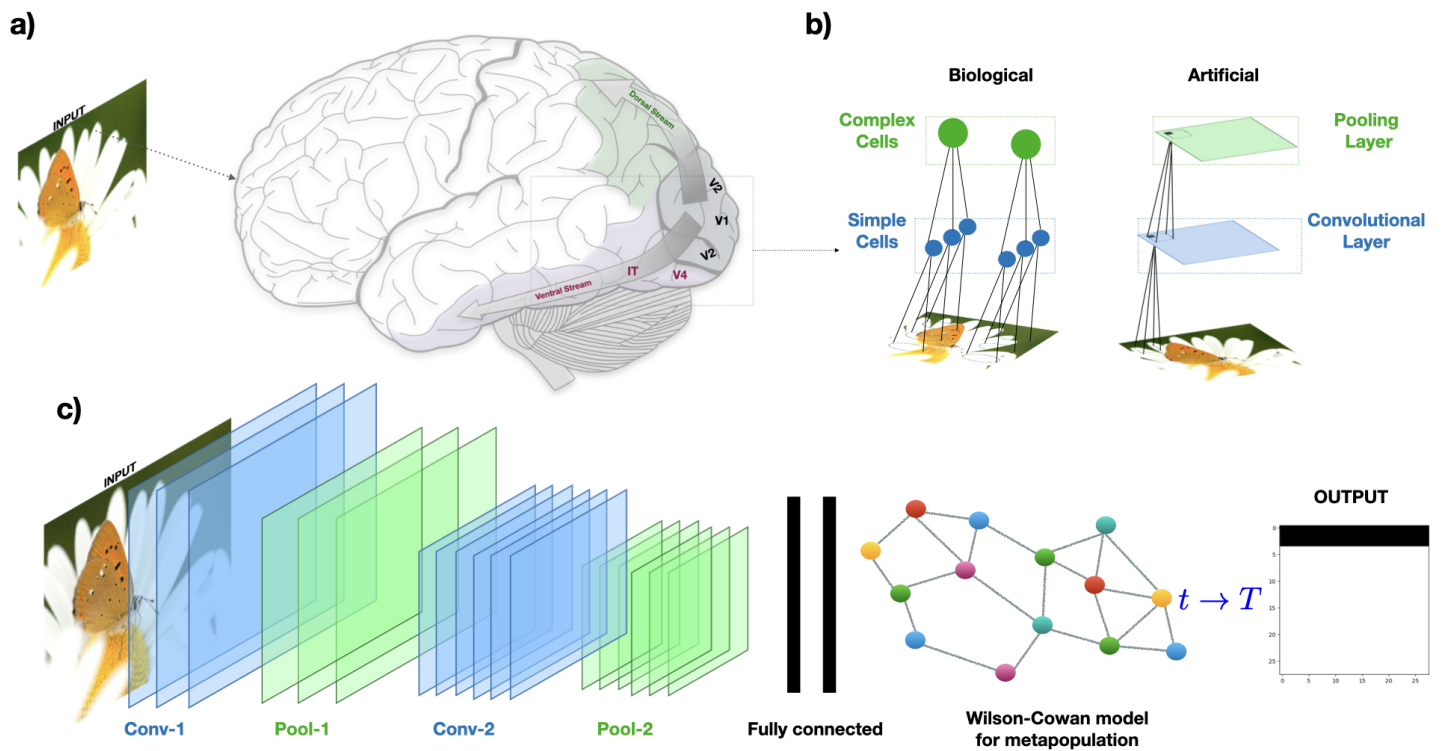 a)
INPUT
Dorsal Stream
V2
V1
V2
V4
IT
Ventral Stream
b)
Biological
Artificial
Complex
Cells
Pooling
Layer
Simple
Cells
Convolutional
Layer
c)
INPUT
Conv-1
Pool-1
Conv-2
Pool-2
Fully connected
Wilson-Cowan model
for metapopulation
t → T
OUTPUT
0
5
10
15
20
25
0 5 10 15 20 25